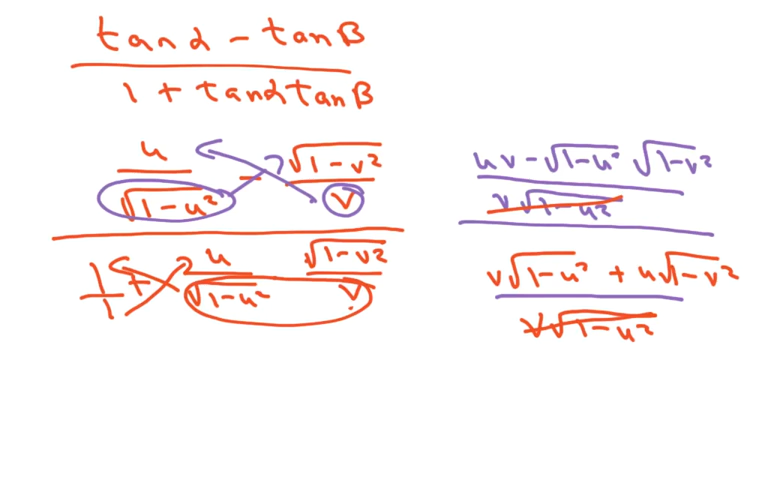 tanα - tanβ
1 + tanα tanβ
u/√(1-u²) - √(1-v²)/v
1/1 + u/√(1-u²) √(1-v²)/v
uv - √(1-u²) √(1-v²)
v√(1-u²)
v√(1-u²) + u√(1-v²)
v√(1-u²)